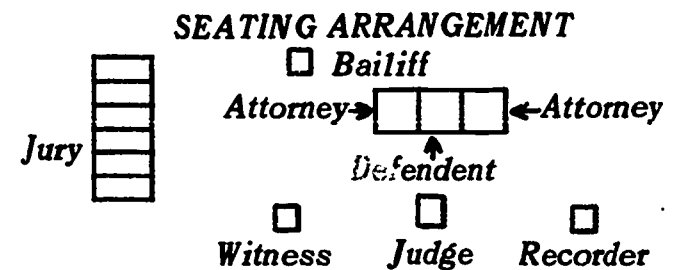 SEATING ARRANGEMENT
Bailiff
Attorney Attorney
Jury
Defendent
Witness Judge Recorder